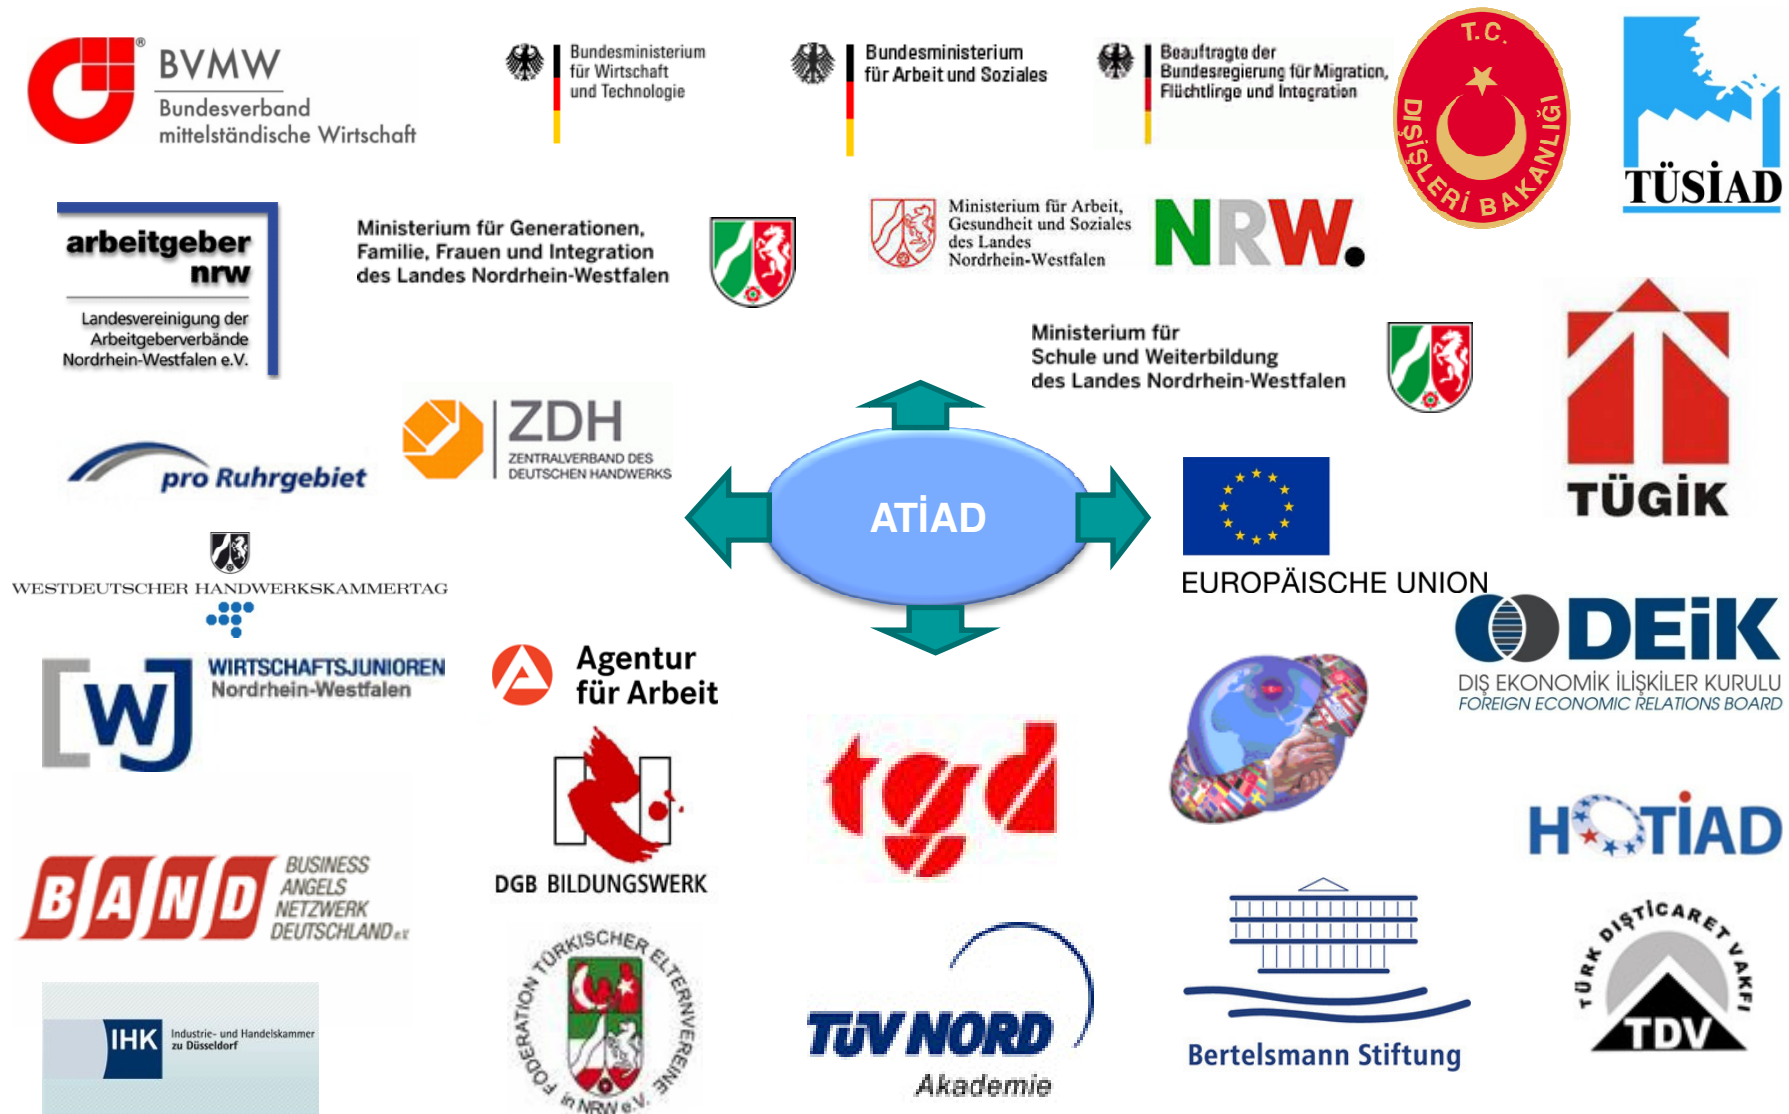 BVMW
Bundesverband
mittelständische Wirtschaft
Bundesministerium
für Wirtschaft
und Technologie
Bundesministerium
für Arbeit und Soziales
Beauftragte der
Bundesregierung für Migration,
Flüchtlinge und Integration
T.C.
DIŞİŞLERİ BAKANLIĞI
TÜSİAD
arbeitgeber
nrw
Landesvereinigung der
Arbeitgeberverbände
Nordrhein-Westfalen e.V.
Ministerium für Generationen,
Familie, Frauen und Integration
des Landes Nordrhein-Westfalen
Ministerium für Arbeit,
Gesundheit und Soziales
des Landes
Nordrhein-Westfalen
NRW.
Ministerium für
Schule und Weiterbildung
des Landes Nordrhein-Westfalen
TÜGİK
pro Ruhrgebiet
ZDH
ZENTRALVERBAND DES
DEUTSCHEN HANDWERKS
ATİAD
EUROPÄISCHE UNION
WESTDEUTSCHER HANDWERKSKAMMERTAG
DEiK
DIŞ EKONOMİK İLİŞKİLER KURULU
FOREIGN ECONOMIC RELATIONS BOARD
WJ
WIRTSCHAFTSJUNIOREN
Nordrhein-Westfalen
Agentur
für Arbeit
DGB BILDUNGSWERK
tgd
HOTİAD
BAND
BUSINESS
ANGELS
NETZWERK
DEUTSCHLAND e.V.
FÖDERATION TÜRKISCHER ELTERNVEREINE
in NRW e.V.
TÜV NORD
Akademie
Bertelsmann Stiftung
TÜRK DIŞTİCARET VAKFI
TDV
IHK
Industrie- und Handelskammer
zu Düsseldorf